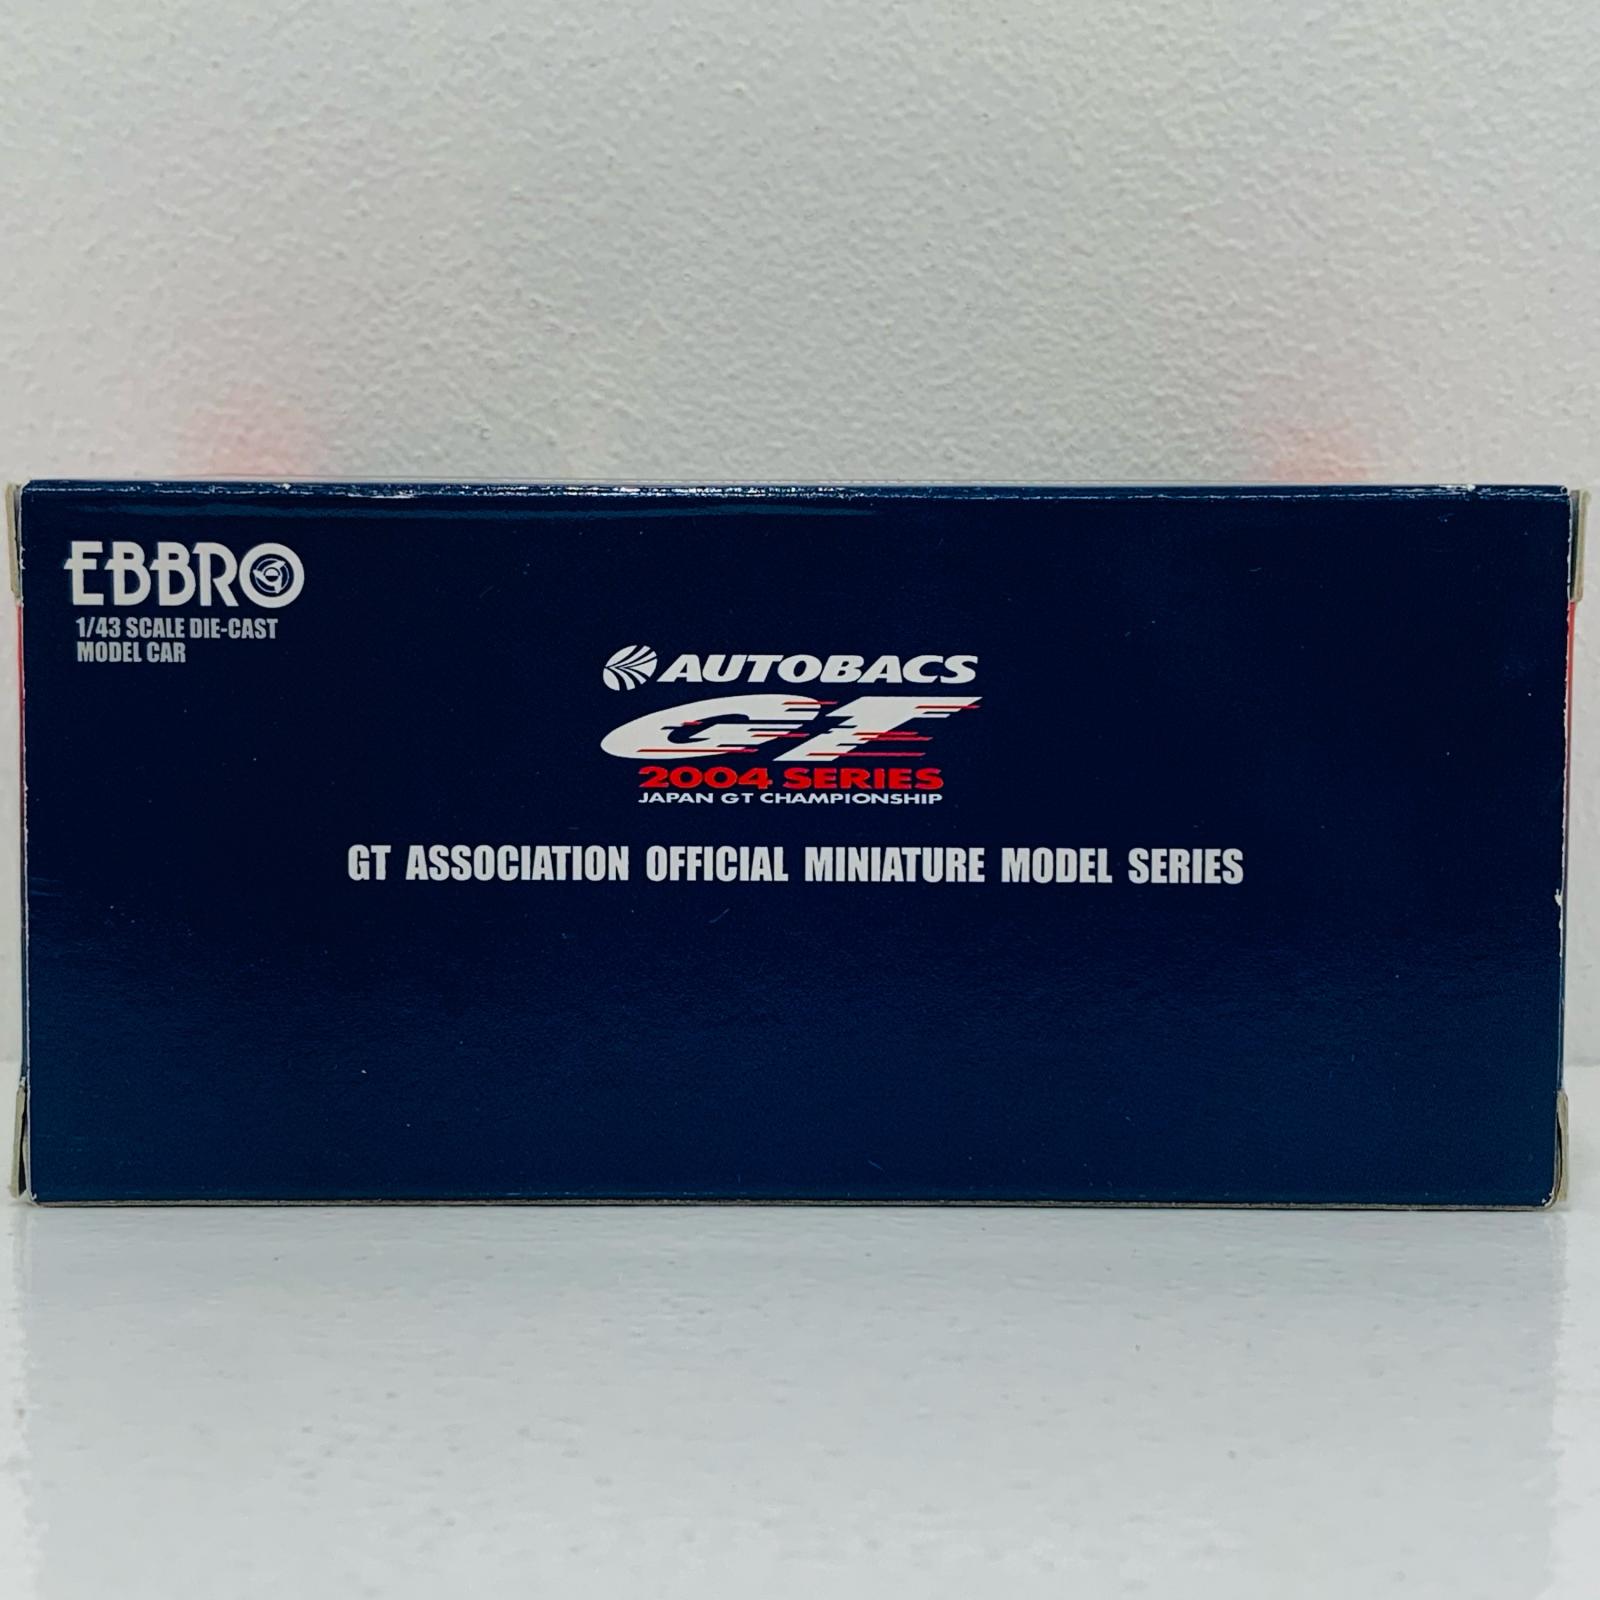 EBBRO
1/43 SCALE DIE-CAST
MODEL CAR
AUTOBACS
GT
2004 SERIES
JAPAN GT CHAMPIONSHIP
GT ASSOCIATION OFFICIAL MINIATURE MODEL SERIES